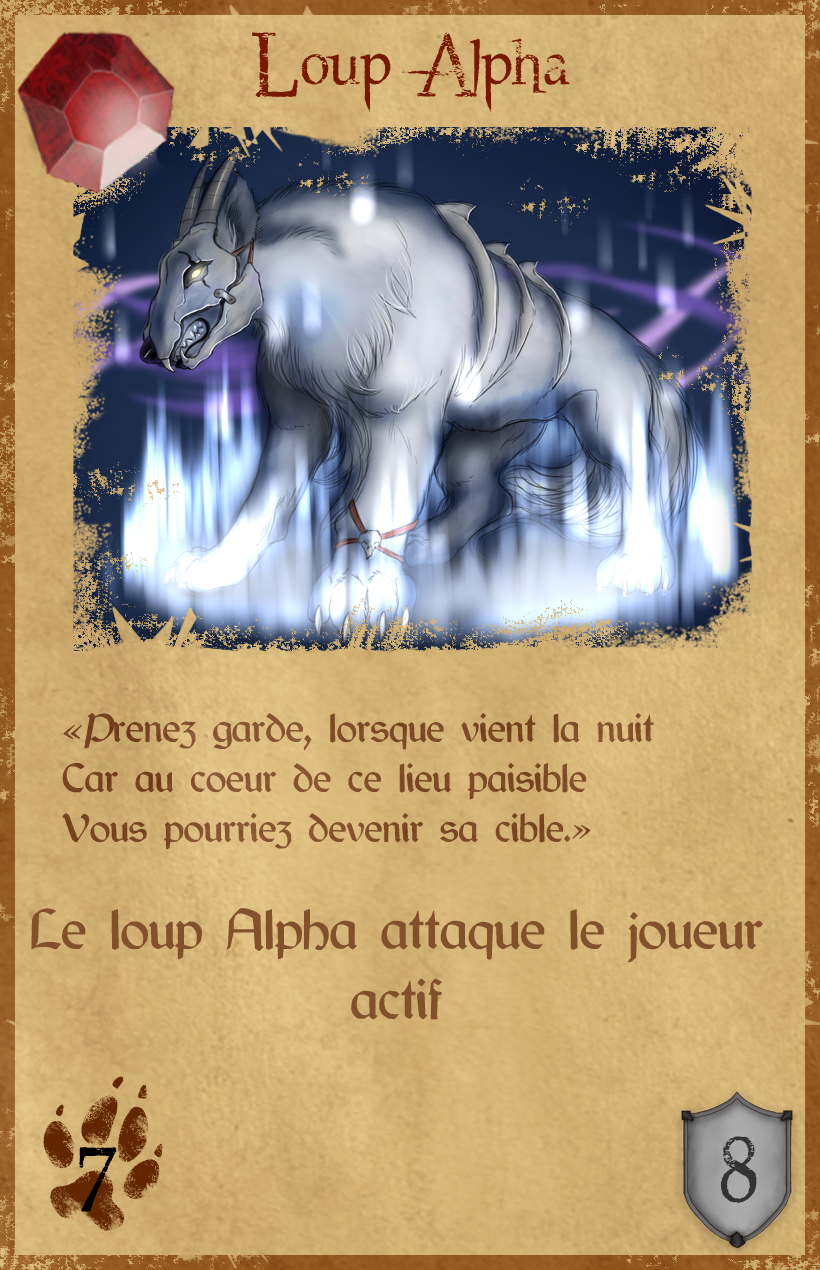 Loup Alpha
«Prenez garde, lorsque vient la nuit
Car au coeur de ce lieu paisible
Vous pourriez devenir sa cible.»
Le loup Alpha attaque le joueur
actif
7
8